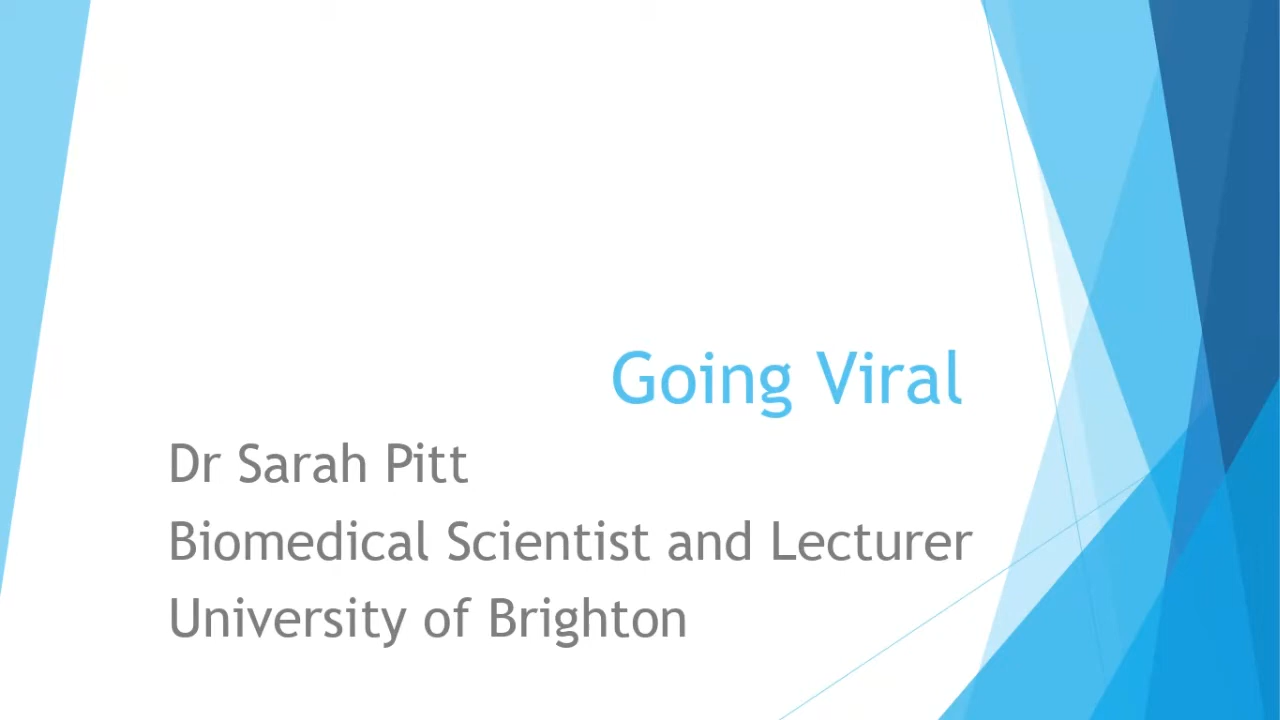 Going Viral
Dr Sarah Pitt
Biomedical Scientist and Lecturer
University of Brighton